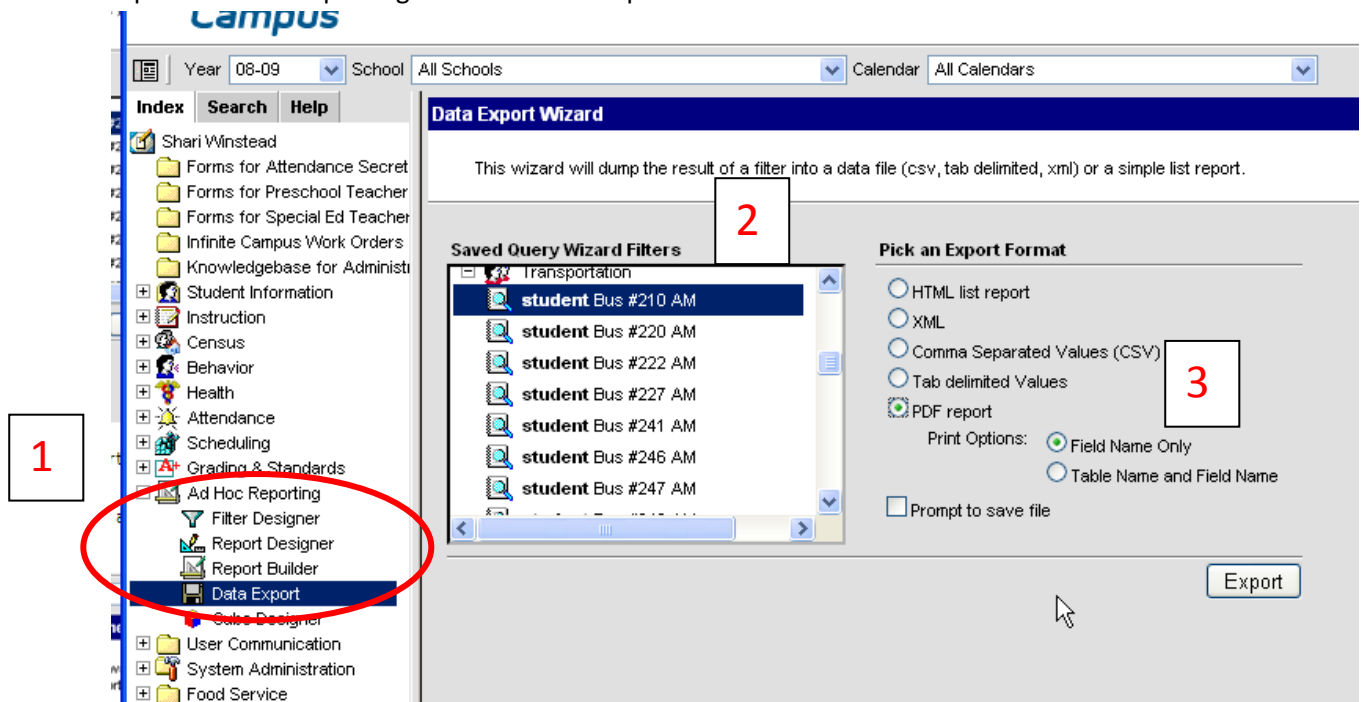 Campus
Year 08-09 School All Schools Calendar All Calendars
Index Search Help
Shari Winstead
Forms for Attendance Secret
Forms for Preschool Teacher
Forms for Special Ed Teacher
Infinite Campus Work Orders
Knowledgebase for Administr
Student Information
Instruction
Census
Behavior
Health
Attendance
Scheduling
Grading & Standards
Ad Hoc Reporting
Filter Designer
Report Designer
Report Builder
Data Export
Cube Designer
User Communication
System Administration
Food Service
1
Data Export Wizard
This wizard will dump the result of a filter into a data file (csv, tab delimited, xml) or a simple list report.
2
Saved Query Wizard Filters
Transportation
student Bus #210 AM
student Bus #220 AM
student Bus #222 AM
student Bus #227 AM
student Bus #241 AM
student Bus #246 AM
student Bus #247 AM
Pick an Export Format
HTML list report
XML
Comma Separated Values (CSV)
Tab delimited Values
3
PDF report
Print Options: Field Name Only
Table Name and Field Name
Prompt to save file
Export